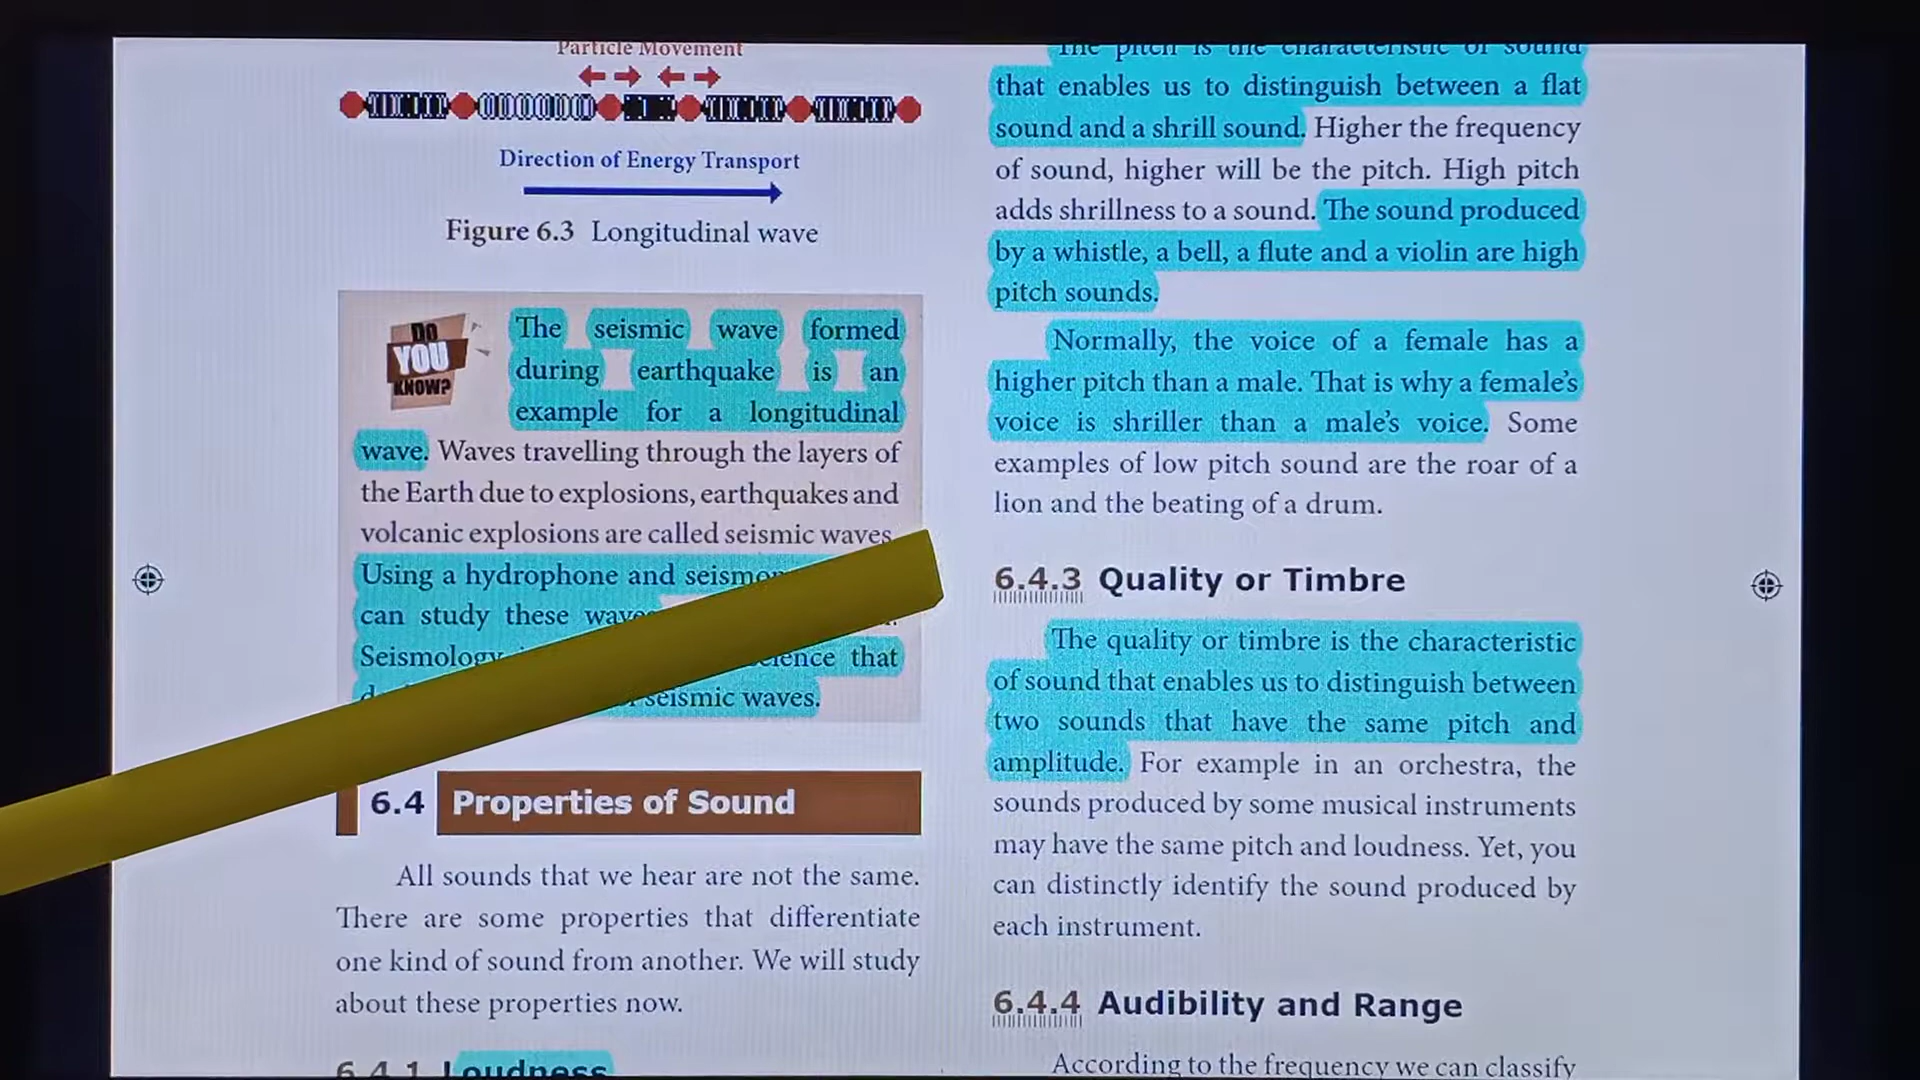 Particle Movement
Direction of Energy Transport
Figure 6.3 Longitudinal wave
DO
YOU
KNOW?
The seismic wave formed
during earthquake is an
example for a longitudinal
wave. Waves travelling through the layers of
the Earth due to explosions, earthquakes and
volcanic explosions are called seismic waves
Using a hydrophone and
can study these
Seismology that
seismic waves.
6.4 Properties of Sound
All sounds that we hear are not the same.
There are some properties that differentiate
one kind of sound from another. We will study
about these properties now.
6.4.1 Loudness
The pitch is the characteristic of sound
that enables us to distinguish between a flat
sound and a shrill sound. Higher the frequency
of sound, higher will be the pitch. High pitch
adds shrillness to a sound. The sound produced
by a whistle, a bell, a flute and a violin are high
pitch sounds.
Normally, the voice of a female has a
higher pitch than a male. That is why a female’s
voice is shriller than a male’s voice. Some
examples of low pitch sound are the roar of a
lion and the beating of a drum.
6.4.3 Quality or Timbre
The quality or timbre is the characteristic
of sound that enables us to distinguish between
two sounds that have the same pitch and
amplitude. For example in an orchestra, the
sounds produced by some musical instruments
may have the same pitch and loudness. Yet, you
can distinctly identify the sound produced by
each instrument.
6.4.4 Audibility and Range
According to the frequency we can classify